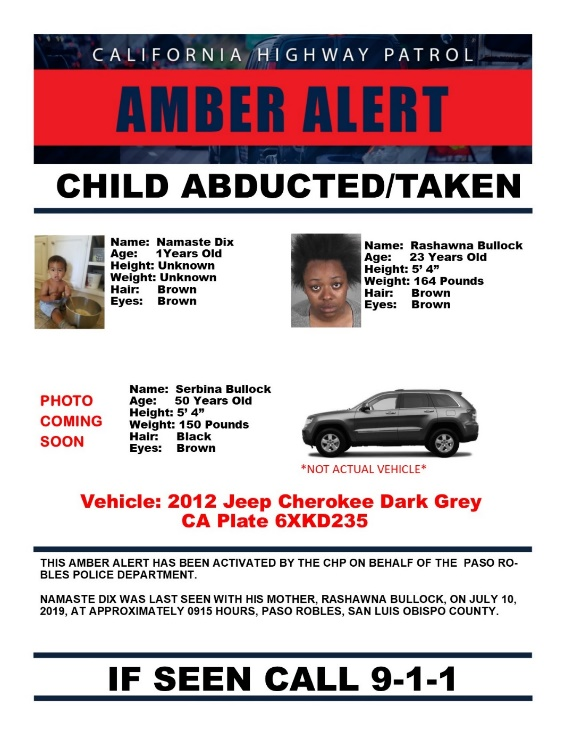 CALIFORNIA HIGHWAY PATROL
AMBER ALERT
CHILD ABDUCTED/TAKEN
Name: Namaste Dix
Age: 1Years Old
Height: Unknown
Weight: Unknown
Hair: Brown
Eyes: Brown
Name: Rashawna Bullock
Age: 23 Years Old
Height: 5’ 4”
Weight: 164 Pounds
Hair: Brown
Eyes: Brown
PHOTO
COMING
SOON
Name: Serbina Bullock
Age: 50 Years Old
Height: 5’ 4”
Weight: 150 Pounds
Hair: Black
Eyes: Brown
*NOT ACTUAL VEHICLE*
Vehicle: 2012 Jeep Cherokee Dark Grey
CA Plate 6XKD235
THIS AMBER ALERT HAS BEEN ACTIVATED BY THE CHP ON BEHALF OF THE PASO RO-
BLES POLICE DEPARTMENT.
NAMASTE DIX WAS LAST SEEN WITH HIS MOTHER, RASHAWNA BULLOCK, ON JULY 10,
2019, AT APPROXIMATELY 0915 HOURS, PASO ROBLES, SAN LUIS OBISPO COUNTY.
IF SEEN CALL 9-1-1